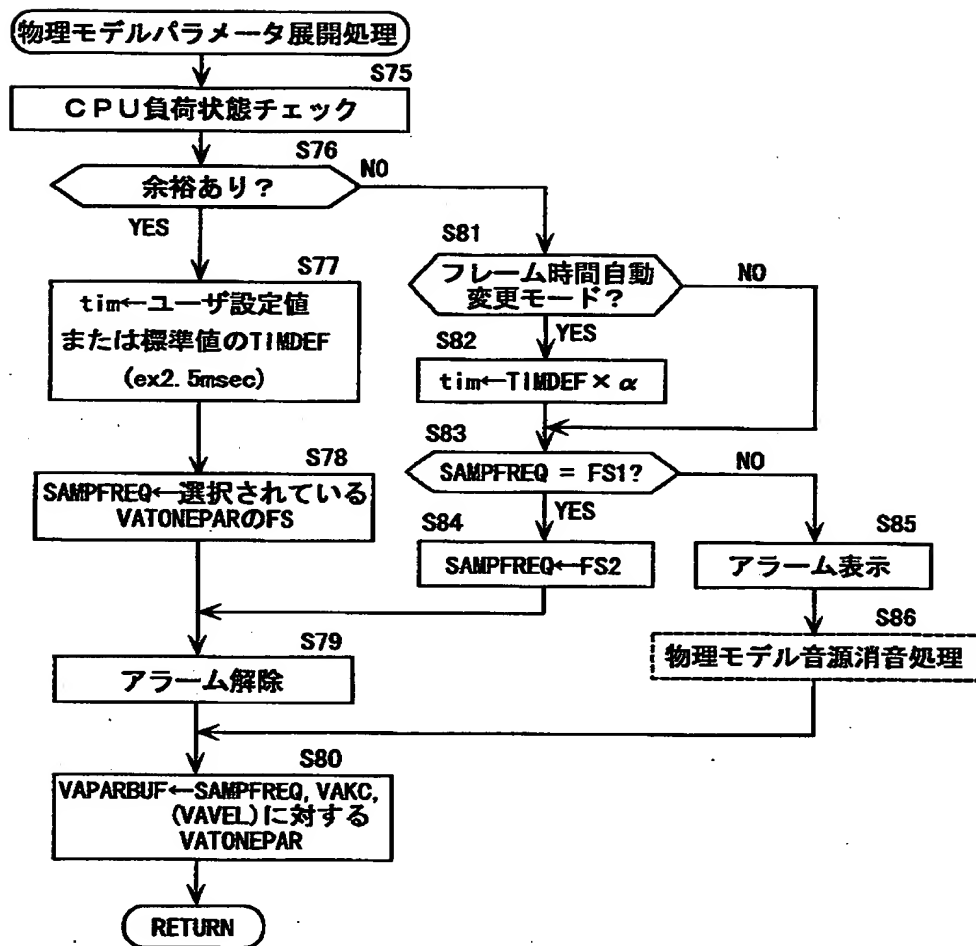 物理モデルパラメータ展開処理
S75
CPU負荷状態チェック
S76
余裕あり?
NO
YES
S77
tim←ユーザ設定値
または標準値のTIMDEF
(ex2.5msec)
S78
SAMPFREQ←選択されている
VATONEPARのFS
S81
フレーム時間自動
変更モード?
NO
YES
S82
tim←TIMDEF×α
S83
SAMPFREQ = FS1?
NO
YES
S84
SAMPFREQ←FS2
S85
アラーム表示
S86
物理モデル音源消音処理
S79
アラーム解除
S80
VAPARBUF←SAMPFREQ,VAKC,
(VAVEL)に対する
VATONEPAR
RETURN